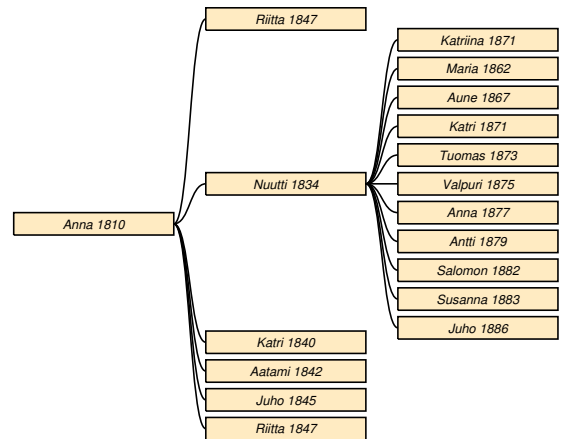 Riitta 1847
Katriina 1871
Maria 1862
Aune 1867
Katri 1871
Tuomas 1873
Nuutti 1834
Valpuri 1875
Anna 1877
Anna 1810
Antti 1879
Salomon 1882
Susanna 1883
Juho 1886
Katri 1840
Aatami 1842
Juho 1845
Riitta 1847